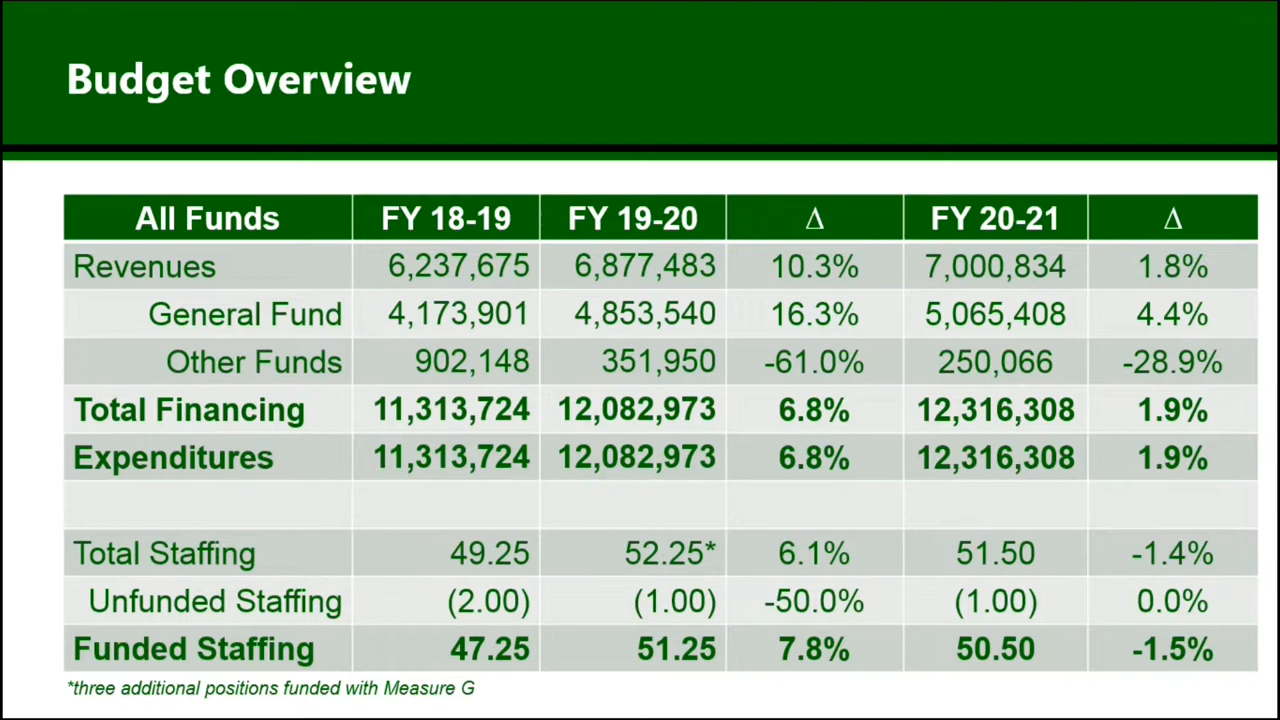 Budget Overview
All Funds FY 18-19 FY 19-20 Δ FY 20-21 Δ
Revenues 6,237,675 6,877,483 10.3% 7,000,834 1.8%
General Fund 4,173,901 4,853,540 16.3% 5,065,408 4.4%
Other Funds 902,148 351,950 -61.0% 250,066 -28.9%
Total Financing 11,313,724 12,082,973 6.8% 12,316,308 1.9%
Expenditures 11,313,724 12,082,973 6.8% 12,316,308 1.9%
Total Staffing 49.25 52.25* 6.1% 51.50 -1.4%
Unfunded Staffing (2.00) (1.00) -50.0% (1.00) 0.0%
Funded Staffing 47.25 51.25 7.8% 50.50 -1.5%
*three additional positions funded with Measure G